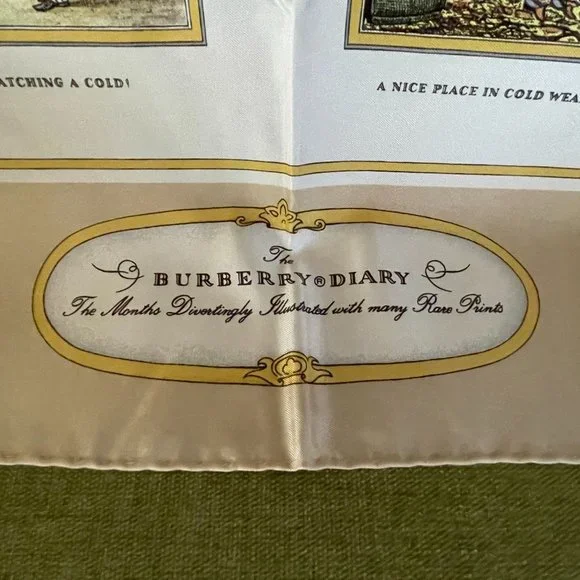 ATCHING A COLD!
A NICE PLACE IN COLD WEA
The
BURBERRY®DIARY
The Months Divertingly Illustrated with many Rare Prints